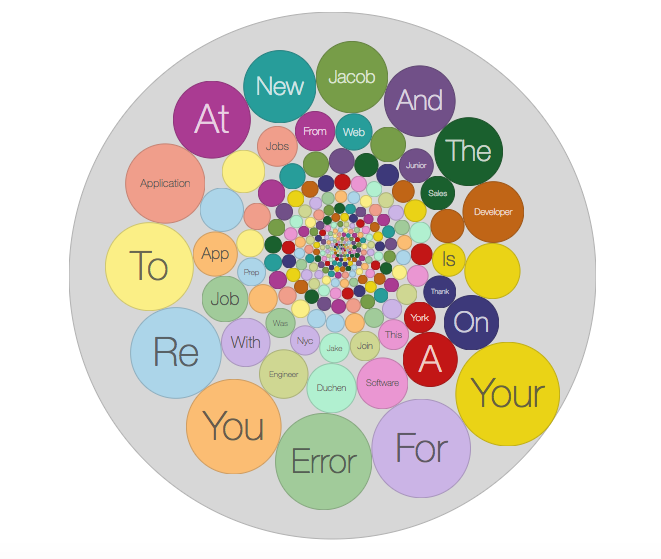 Jacob
New
And
At
From
Web
Jobs
The
Junior
Application
Sales
Developer
App
To
Is
Prep
Thank
Job
On
York
Was
This
With
Nyc
Jake
Join
Re
A
Engineer
Software
Duchen
Your
You
For
Error